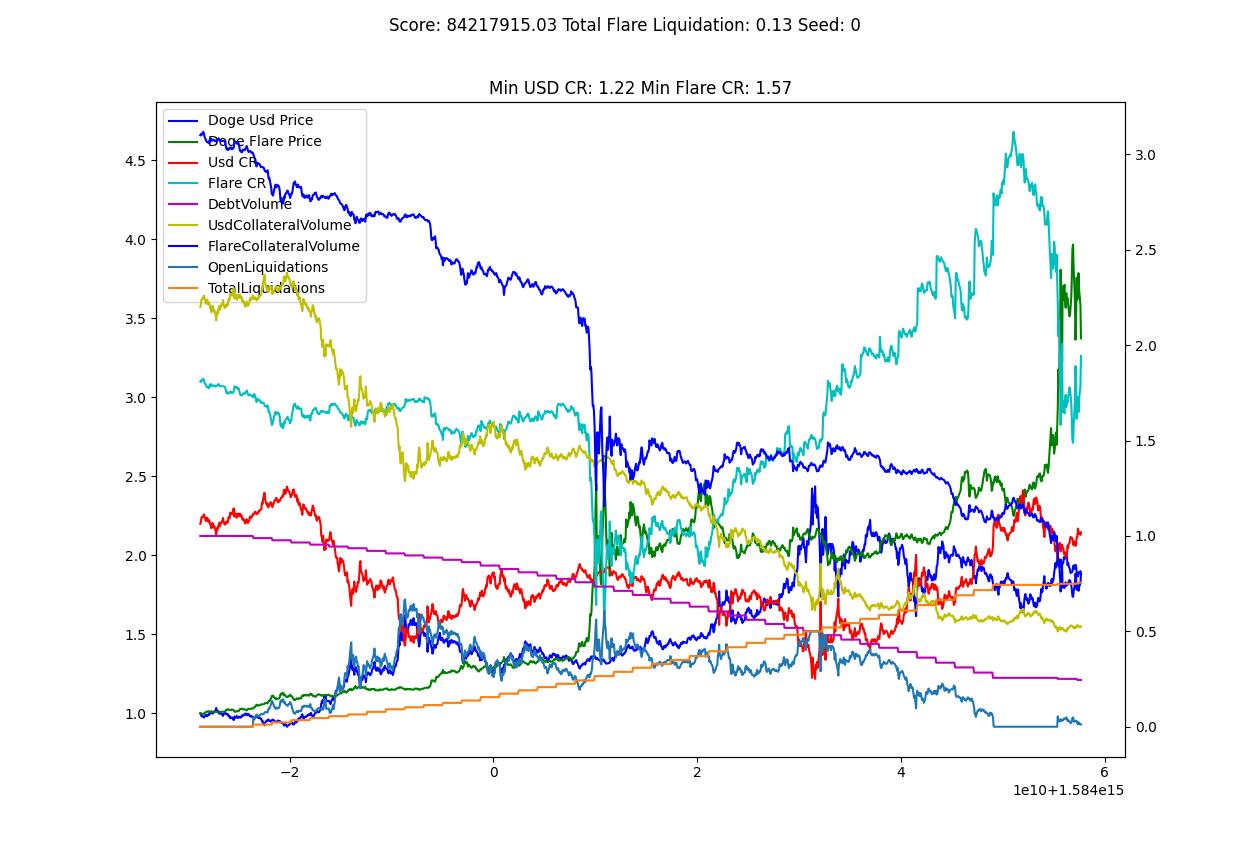 Score: 84217915.03 Total Flare Liquidation: 0.13 Seed: 0
Min USD CR: 1.22 Min Flare CR: 1.57
Doge Usd Price
Doge Flare Price
Usd CR
Flare CR
DebtVolume
UsdCollateralVolume
FlareCollateralVolume
OpenLiquidations
TotalLiquidations
4.5
4.0
3.5
3.0
2.5
2.0
1.5
1.0
3.0
2.5
2.0
1.5
1.0
0.5
0.0
−2
0
2
4
6
1e10+1.584e15